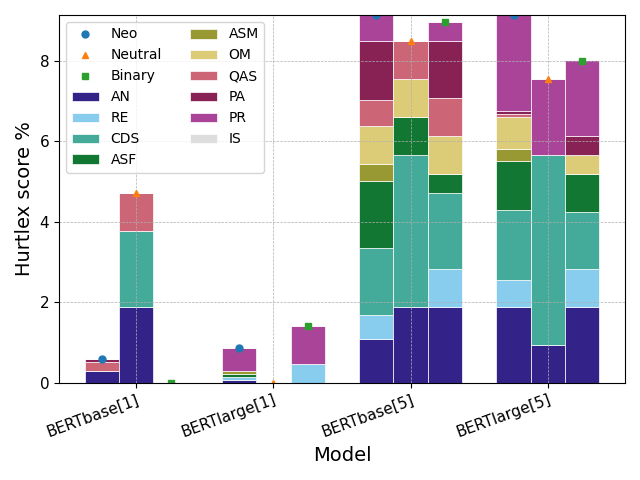 Hurtlex score %
8
6
4
2
0
Neo
Neutral
Binary
AN
RE
CDS
ASF
ASM
OM
QAS
PA
PR
IS
BERTbase[1]
BERTlarge[1]
BERTbase[5]
BERTlarge[5]
Model